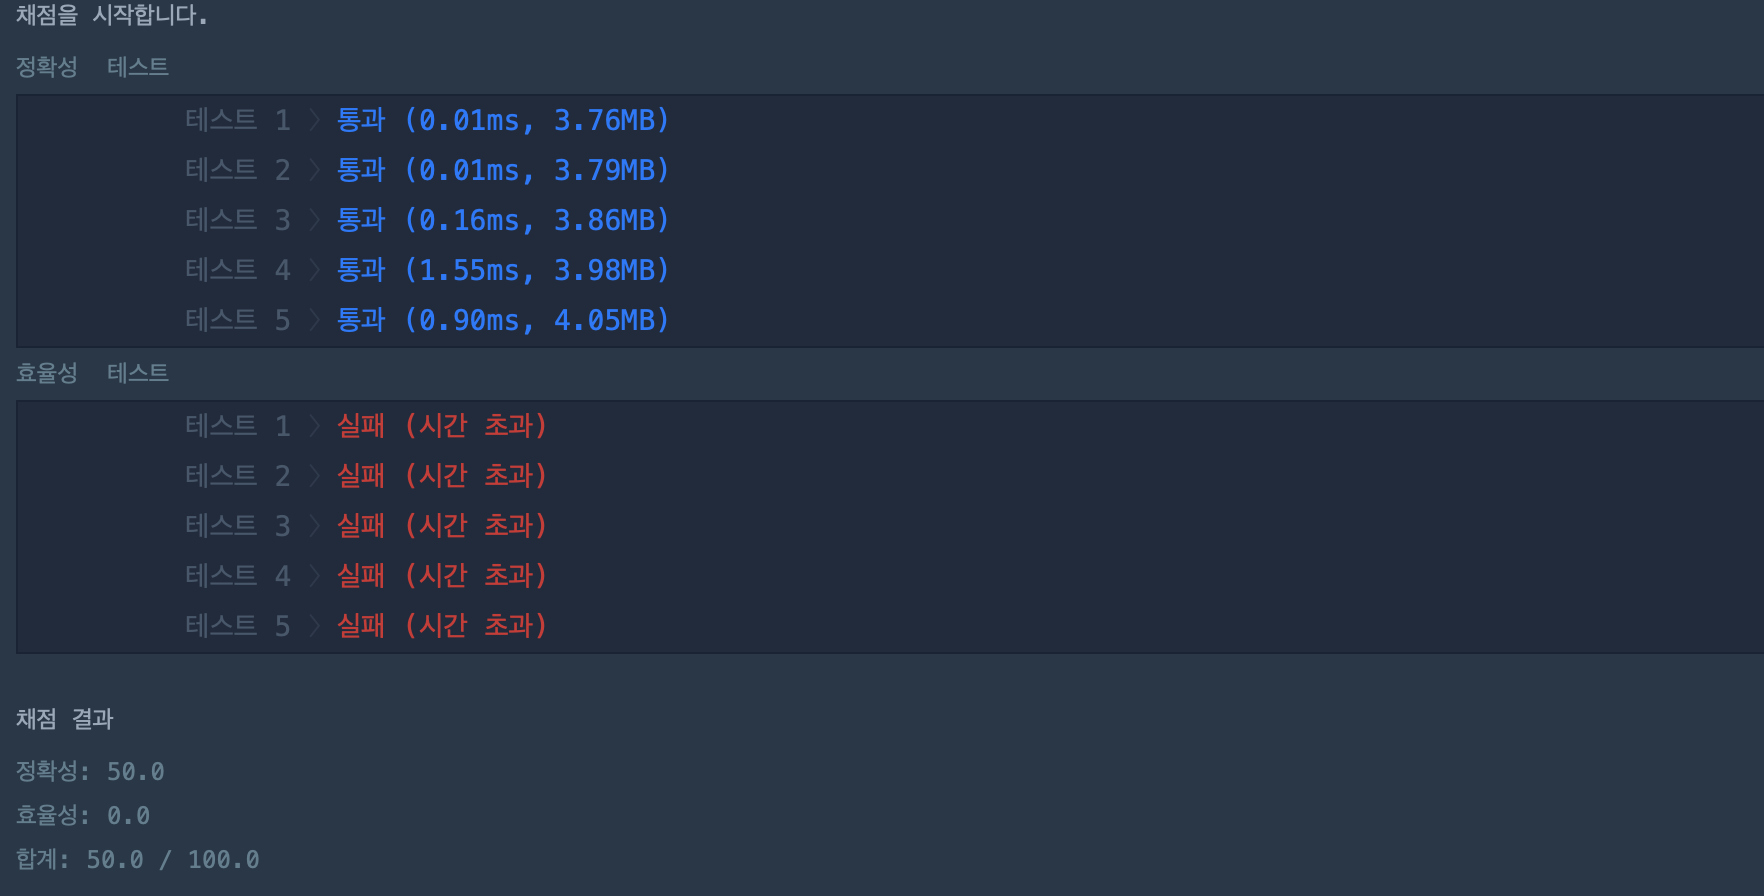 채점을 시작합니다.
정확성 테스트
테스트 1 〉 통과 (0.01ms, 3.76MB)
테스트 2 〉 통과 (0.01ms, 3.79MB)
테스트 3 〉 통과 (0.16ms, 3.86MB)
테스트 4 〉 통과 (1.55ms, 3.98MB)
테스트 5 〉 통과 (0.90ms, 4.05MB)
효율성 테스트
테스트 1 〉 실패 (시간 초과)
테스트 2 〉 실패 (시간 초과)
테스트 3 〉 실패 (시간 초과)
테스트 4 〉 실패 (시간 초과)
테스트 5 〉 실패 (시간 초과)
채점 결과
정확성: 50.0
효율성: 0.0
합계: 50.0 / 100.0